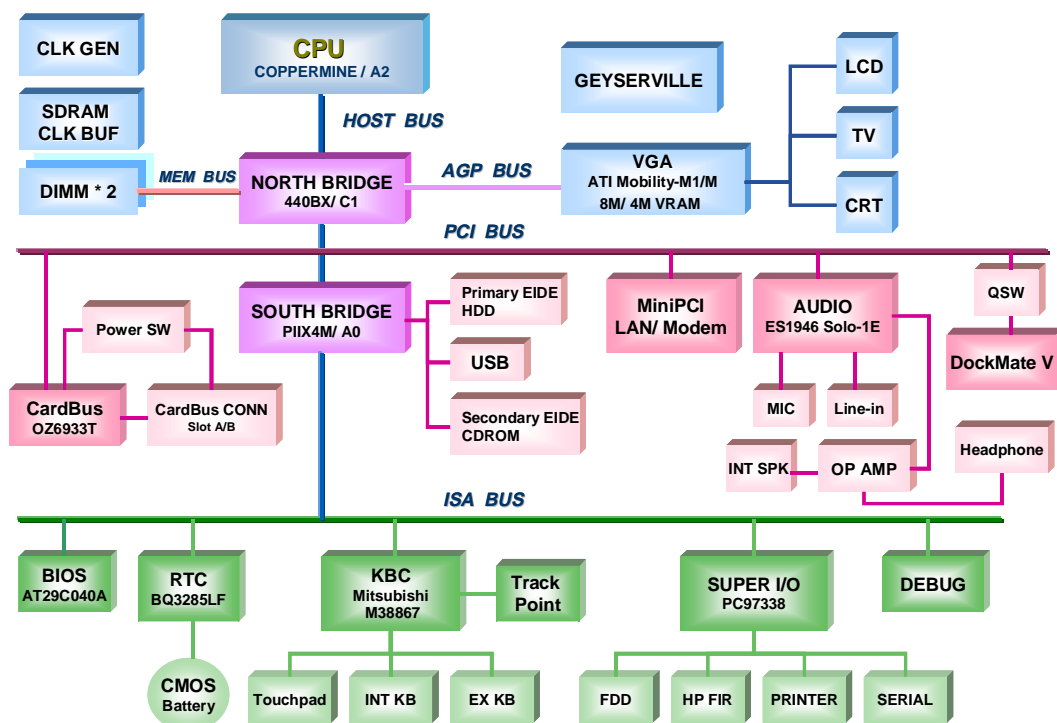 CLK GEN
CPU
COPPERMINE / A2
GEYSERVILLE
LCD
SDRAM
CLK BUF
HOST BUS
TV
DIMM * 2
MEM BUS
NORTH BRIDGE
440BX/ C1
AGP BUS
VGA
ATI Mobility-M1/M
8M/ 4M VRAM
CRT
PCI BUS
SOUTH BRIDGE
PIIX4M/ A0
Primary EIDE
HDD
MiniPCI
LAN/ Modem
AUDIO
ES1946 Solo-1E
QSW
Power SW
USB
DockMate V
CardBus
OZ6933T
CardBus CONN
Slot A/B
Secondary EIDE
CDROM
MIC
Line-in
INT SPK
OP AMP
Headphone
ISA BUS
BIOS
AT29C040A
RTC
BQ3285LF
KBC
Mitsubishi
M38867
Track
Point
SUPER I/O
PC97338
DEBUG
CMOS
Battery
Touchpad
INT KB
EX KB
FDD
HP FIR
PRINTER
SERIAL